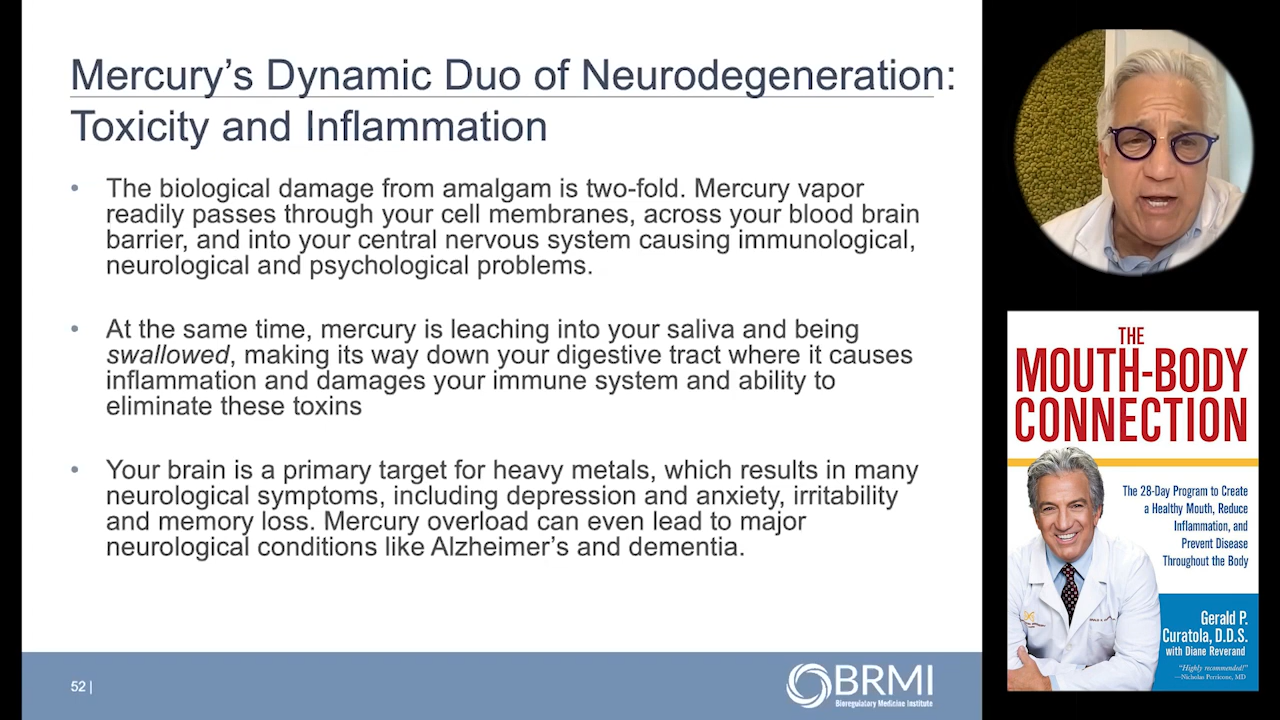 Mercury’s Dynamic Duo of Neurodegeneration:
Toxicity and Inflammation
• The biological damage from amalgam is two-fold. Mercury vapor
readily passes through your cell membranes, across your blood brain
barrier, and into your central nervous system causing immunological,
neurological and psychological problems.
• At the same time, mercury is leaching into your saliva and being
swallowed, making its way down your digestive tract where it causes
inflammation and damages your immune system and ability to
eliminate these toxins
• Your brain is a primary target for heavy metals, which results in many
neurological symptoms, including depression and anxiety, irritability
and memory loss. Mercury overload can even lead to major
neurological conditions like Alzheimer’s and dementia.
52 |
BRMI
Bioregulatory Medicine Institute
THE
MOUTH-BODY
CONNECTION
The 28-Day Program to Create
a Healthy Mouth, Reduce
Inflammation, and
Prevent Disease
Throughout the Body
Gerald P.
Curatola, D.D.S.
with Diane Reverand
“Highly recommended!”
—Nicholas Perricone, MD